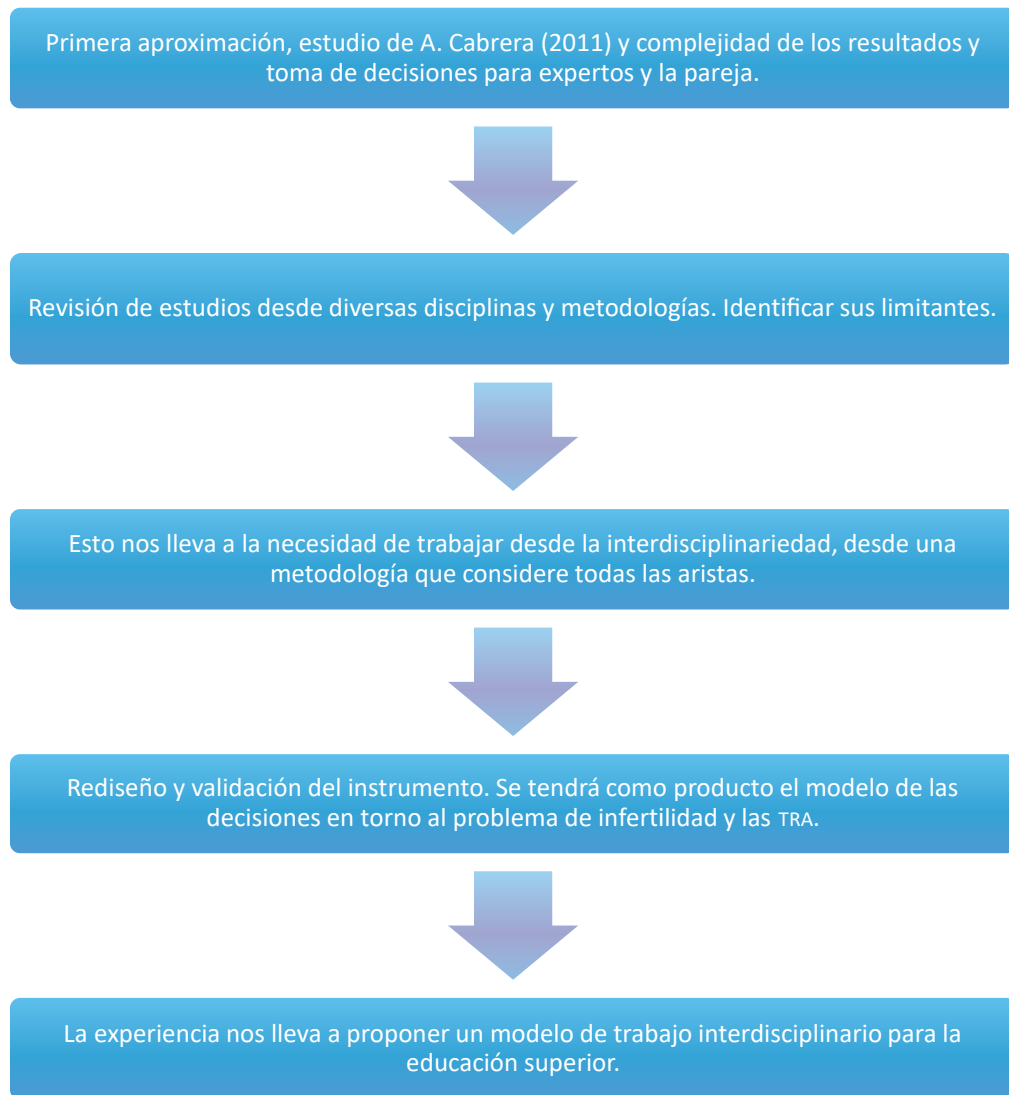 Primera aproximación, estudio de A. Cabrera (2011) y complejidad de los resultados y
toma de decisiones para expertos y la pareja.
Revisión de estudios desde diversas disciplinas y metodologías. Identificar sus limitantes.
Esto nos lleva a la necesidad de trabajar desde la interdisciplinariedad, desde una
metodología que considere todas las aristas.
Rediseño y validación del instrumento. Se tendrá como producto el modelo de las
decisiones en torno al problema de infertilidad y las TRA.
La experiencia nos lleva a proponer un modelo de trabajo interdisciplinario para la
educación superior.